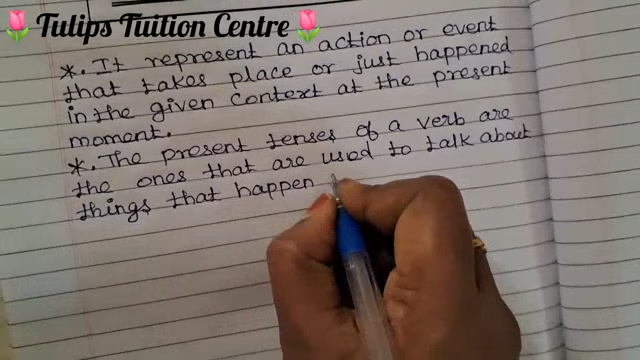 🌷 Tulips Tuition Centre 🌷
*. It represent an action or event
that takes place or just happened
in the given context at the present
moment.
*. The present tenses of a verb are
the ones that are used to talk about
things that happen